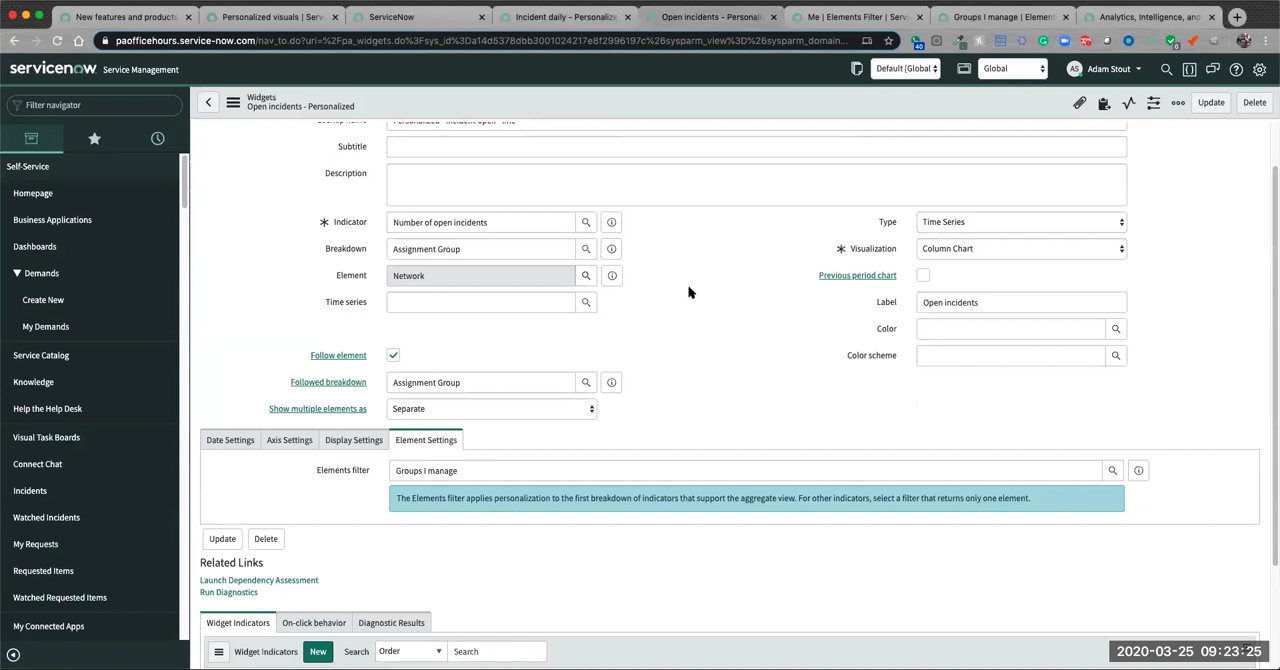 New features and products
Personalized visuals | Serv
ServiceNow
Incident daily - Personalize
Open incidents - Personali
Me | Elements Filter | Servic
Groups I manage | Element
Analytics, Intelligence, and
paofficehours.service-now.com/nav_to.do?uri=%2Fpa_widgets.do%3Fsys_id%3Da14d5378dbb3001024217e8f2996197c%26sysparm_view%3D%26sysparm_domain...
servicenow Service Management
Default [Global
Global
AS Adam Stout
Filter navigator
Widgets
Open incidents - Personalized
Update
Delete
Self-Service
Homepage
Business Applications
Dashboards
Demands
Create New
My Demands
Service Catalog
Knowledge
Help the Help Desk
Visual Task Boards
Connect Chat
Incidents
Watched Incidents
My Requests
Requested Items
Watched Requested Items
My Connected Apps
Subtitle
Description
Indicator Number of open incidents
Breakdown Assignment Group
Element Network
Time series
Follow element
Followed breakdown Assignment Group
Show multiple elements as Separate
Type Time Series
Visualization Column Chart
Previous period chart
Label Open incidents
Color
Color scheme
Date Settings Axis Settings Display Settings Element Settings
Elements filter Groups I manage
The Elements filter applies personalization to the first breakdown of indicators that support the aggregate view. For other indicators, select a filter that returns only one element.
Update Delete
Related Links
Launch Dependency Assessment
Run Diagnostics
Widget Indicators On-click behavior Diagnostic Results
Widget Indicators New Search Order Search
2020-03-25 09:23:25